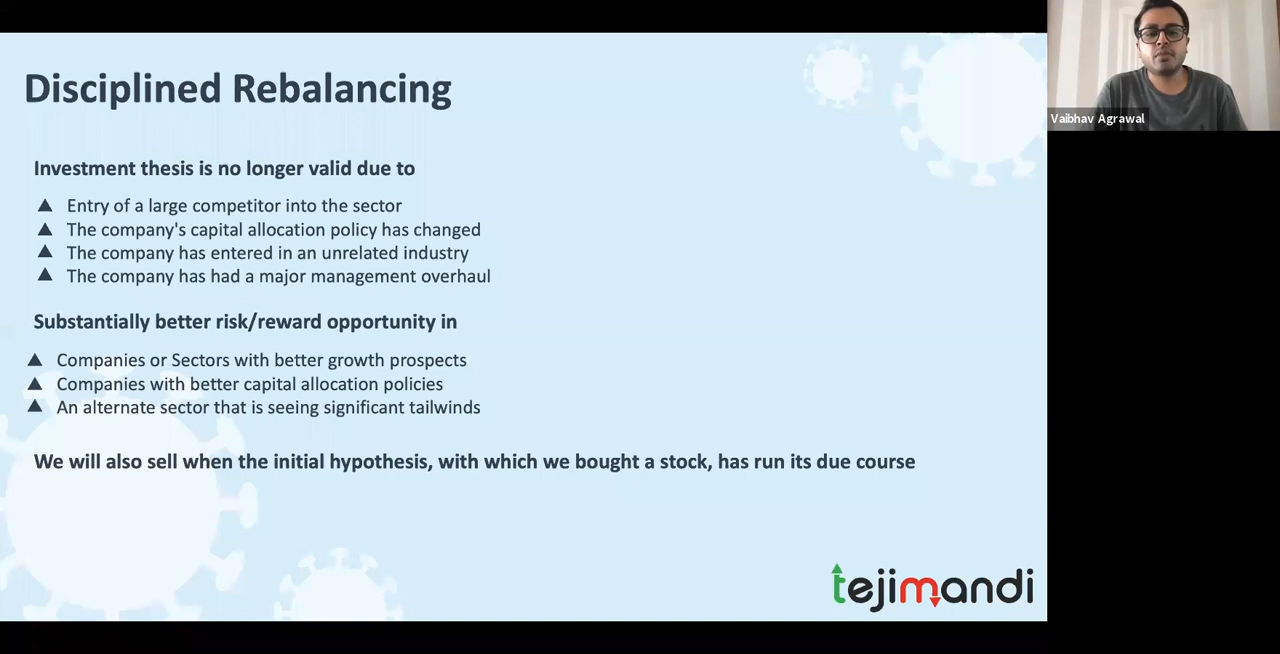 Disciplined Rebalancing
Vaibhav Agrawal
Investment thesis is no longer valid due to
Entry of a large competitor into the sector
The company's capital allocation policy has changed
The company has entered in an unrelated industry
The company has had a major management overhaul
Substantially better risk/reward opportunity in
Companies or Sectors with better growth prospects
Companies with better capital allocation policies
An alternate sector that is seeing significant tailwinds
We will also sell when the initial hypothesis, with which we bought a stock, has run its due course
tejimandi